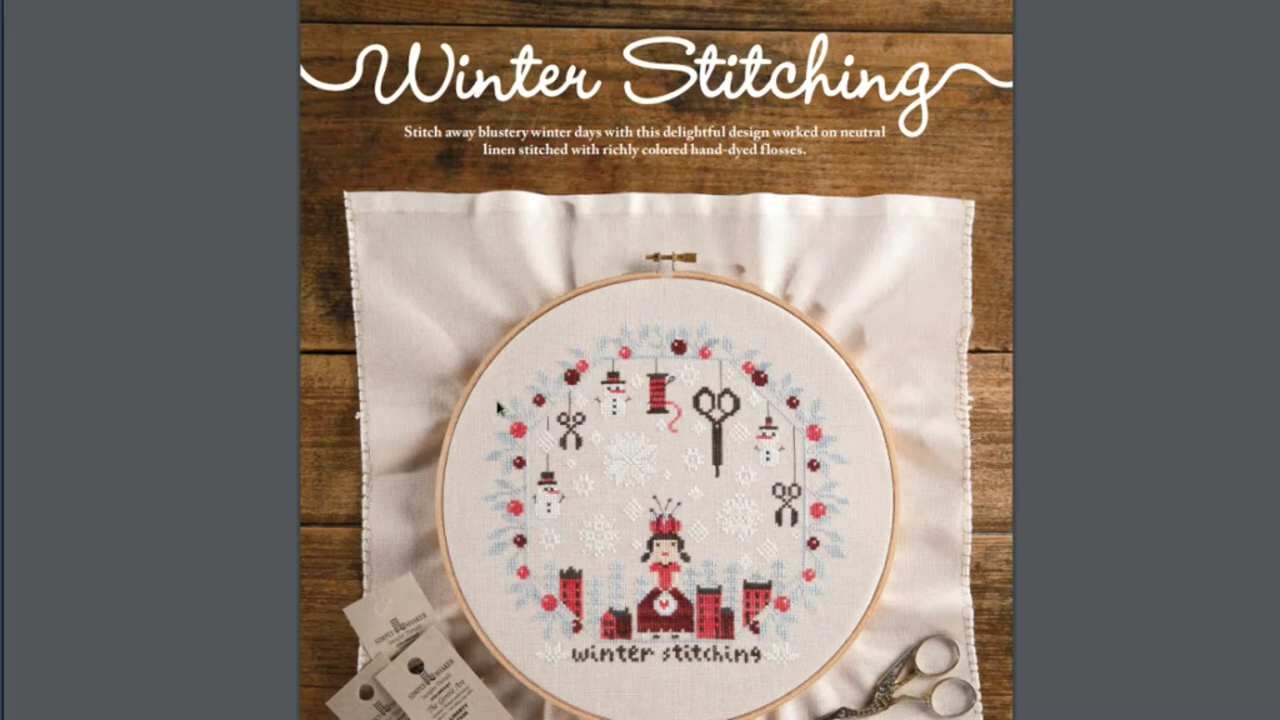 Winter Stitching
Stitch away blustery winter days with this delightful design worked on neutral
linen stitched with richly colored hand-dyed flosses.
winter stitching